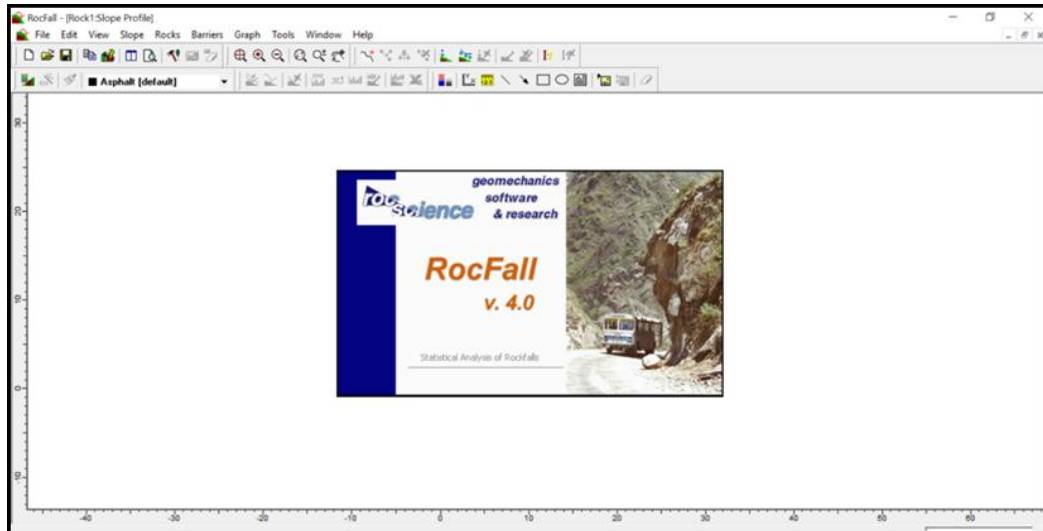 RocFall - [Rock1:Slope Profile]
File Edit View Slope Rocks Barriers Graph Tools Window Help
Asphalt [default]
30
20
10
0
-10
geomechanics
software
& research
rocscience
RocFall
v. 4.0
Statistical Analysis of Rockfalls
-40 -30 -20 -10 0 10 20 30 40 50 60